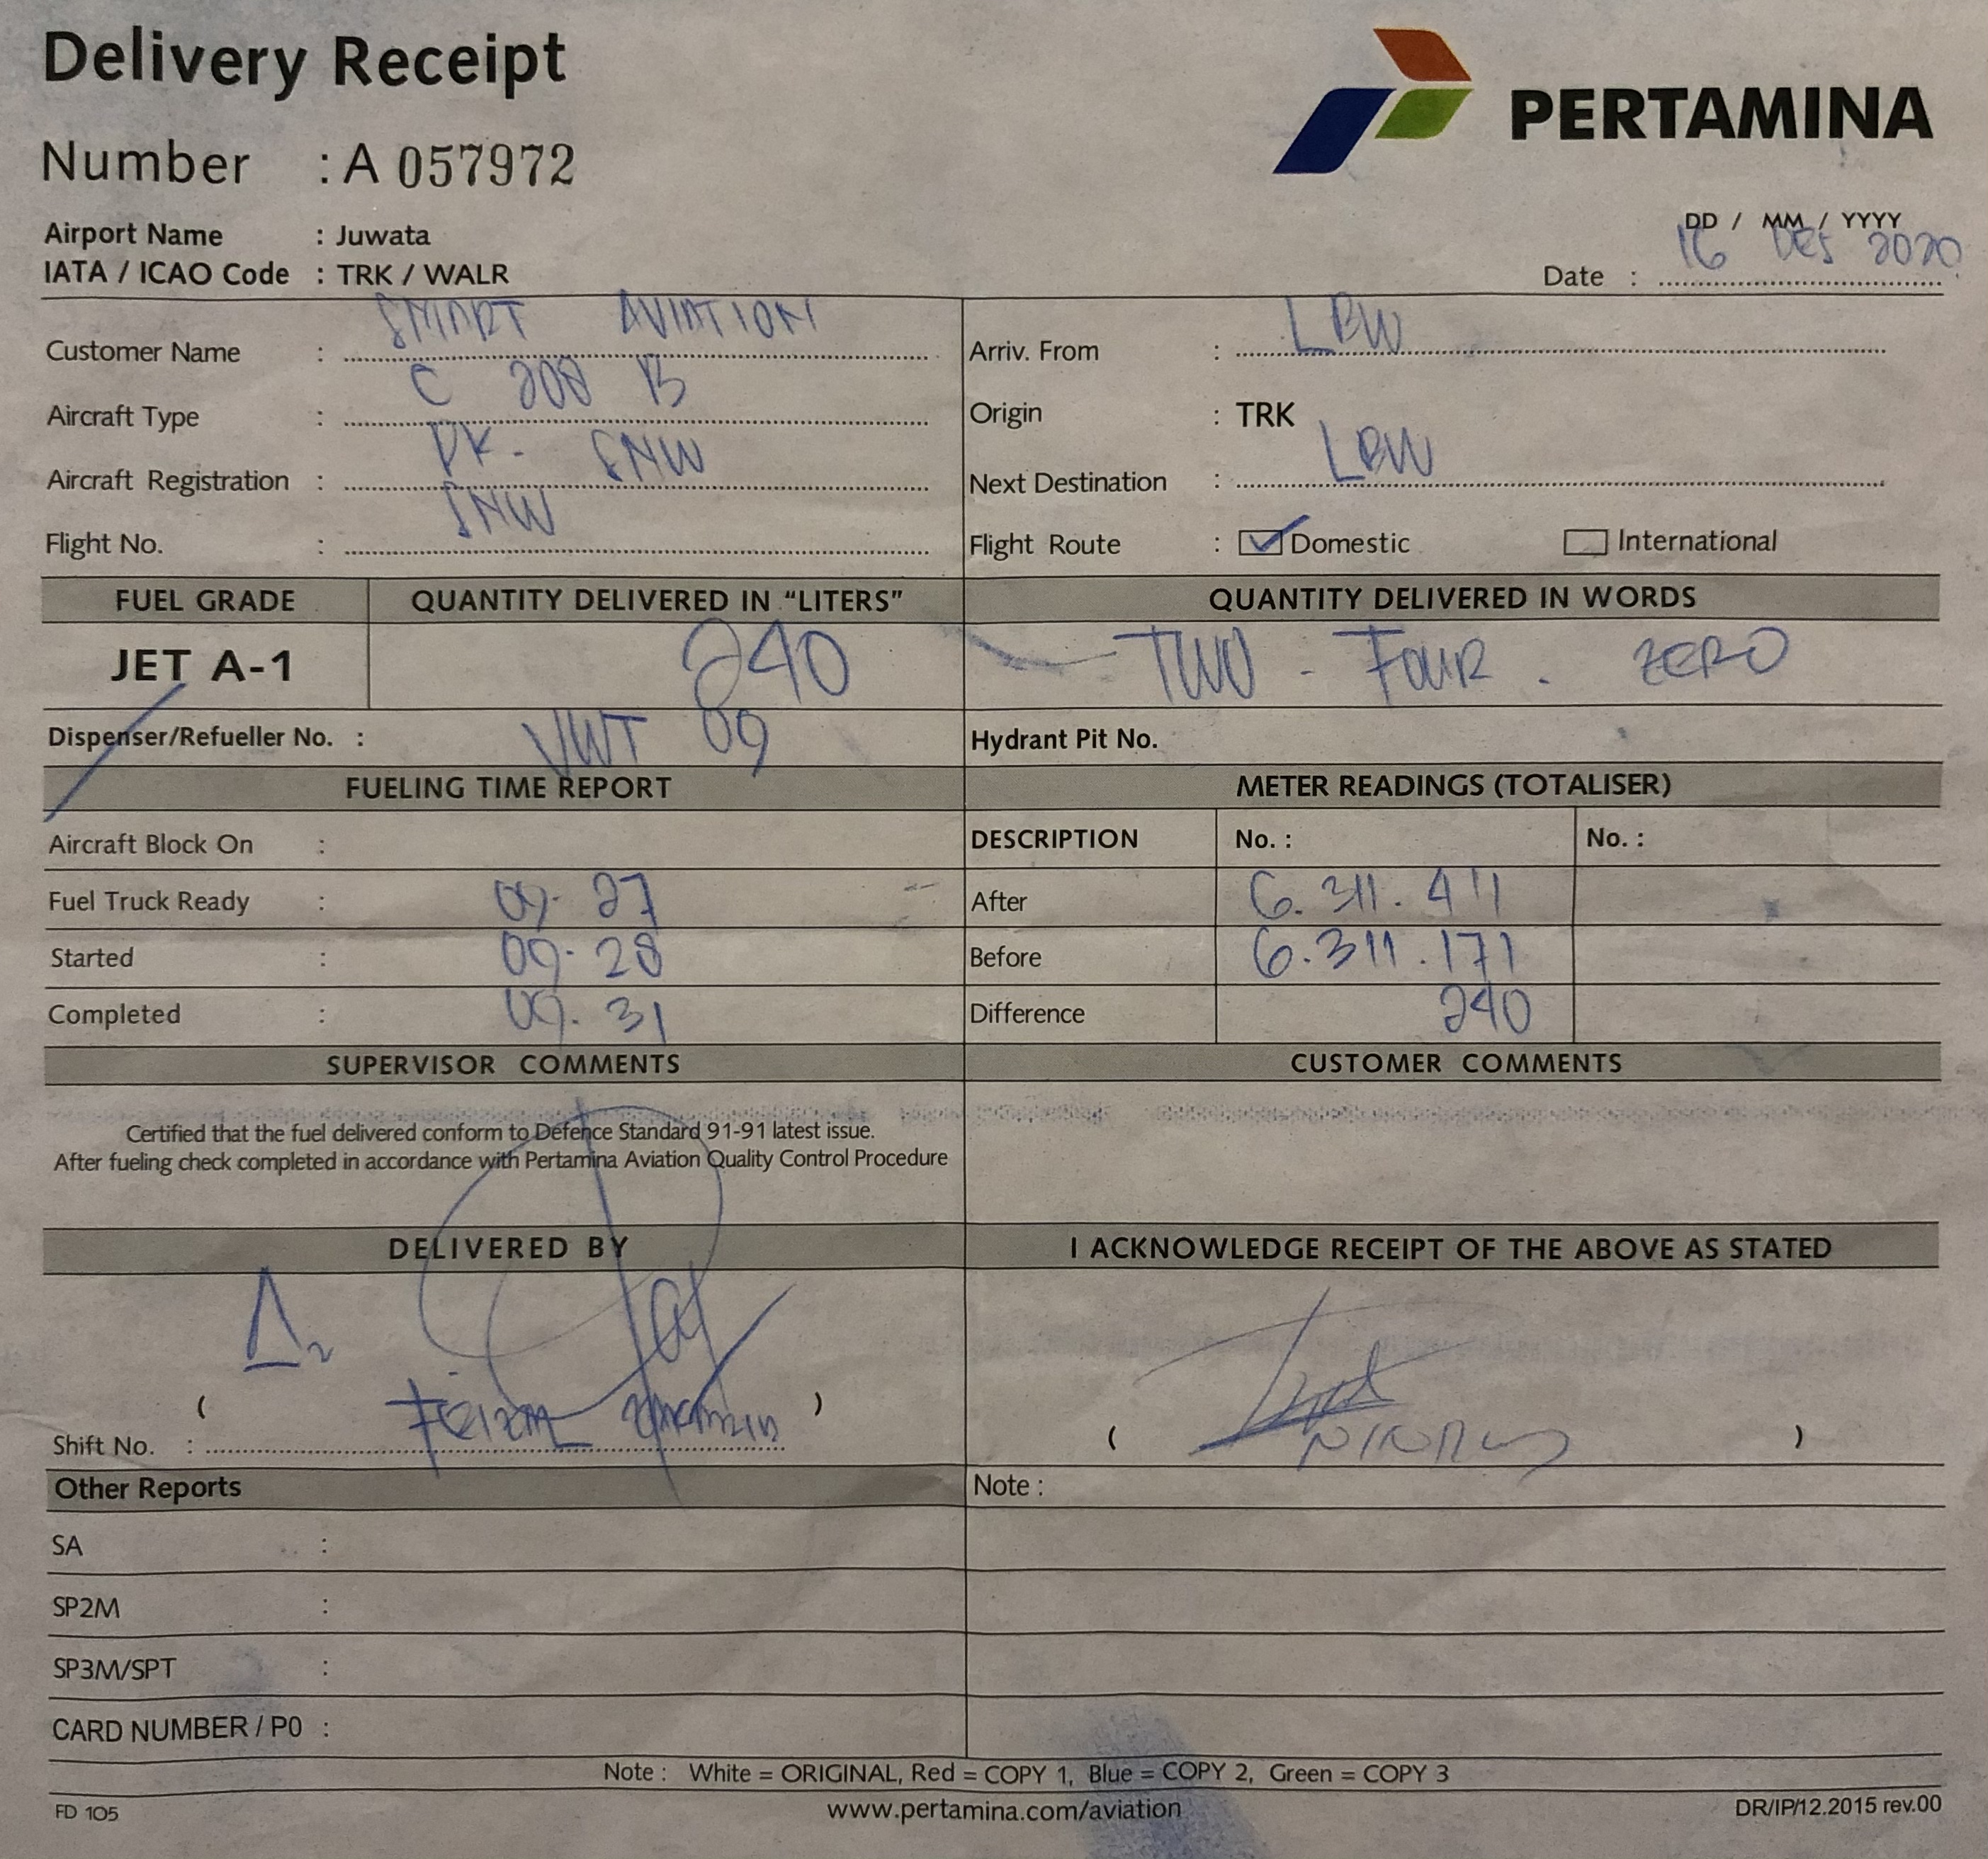 Delivery Receipt
PERTAMINA
Number : A 057972
Airport Name : Juwata
DD / MM / YYYY
IATA / ICAO Code : TRK / WALR
Date : 16 DES 2020
Customer Name : SMART AVIATION
Arriv. From : LBW
Aircraft Type : C 208 B
Origin : TRK
Aircraft Registration : PK - SNW
Next Destination : LBW
Flight No. : SNW
Flight Route : Domestic International
FUEL GRADE QUANTITY DELIVERED IN "LITERS" QUANTITY DELIVERED IN WORDS
JET A-1 240 TWO - FOUR . ZERO
Dispenser/Refueller No. : VWT 09
Hydrant Pit No.
FUELING TIME REPORT METER READINGS (TOTALISER)
Aircraft Block On :
DESCRIPTION No. : No. :
Fuel Truck Ready : 09. 27
After 6.311.411
Started : 09. 28
Before 6.311.171
Completed : 09. 31
Difference 240
SUPERVISOR COMMENTS CUSTOMER COMMENTS
Certified that the fuel delivered conform to Defence Standard 91-91 latest issue.
After fueling check completed in accordance with Pertamina Aviation Quality Control Procedure
DELIVERED BY I ACKNOWLEDGE RECEIPT OF THE ABOVE AS STATED
( )
Shift No. :
( )
Other Reports Note :
SA :
SP2M :
SP3M/SPT :
CARD NUMBER / P0 :
Note : White = ORIGINAL, Red = COPY 1, Blue = COPY 2, Green = COPY 3
FD 105 www.pertamina.com/aviation DR/IP/12.2015 rev.00